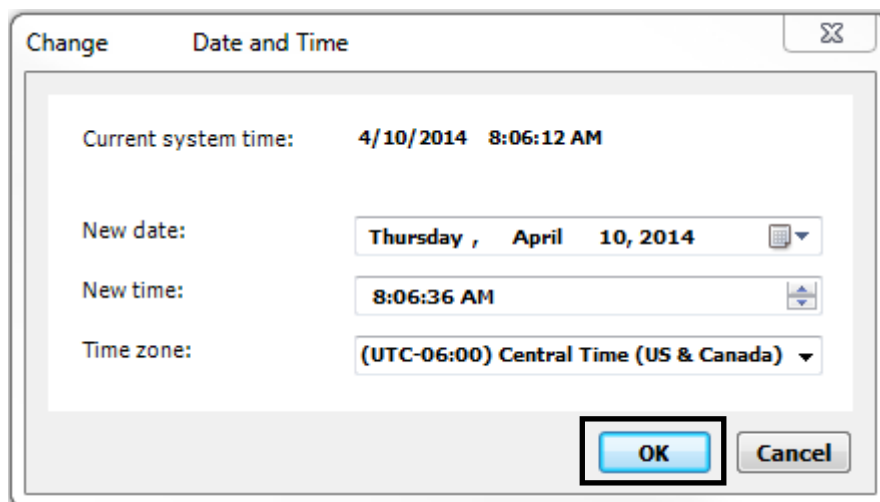 Change Date and Time
Current system time: 4/10/2014 8:06:12 AM
New date: Thursday , April 10, 2014
New time: 8:06:36 AM
Time zone: (UTC-06:00) Central Time (US & Canada)
OK Cancel